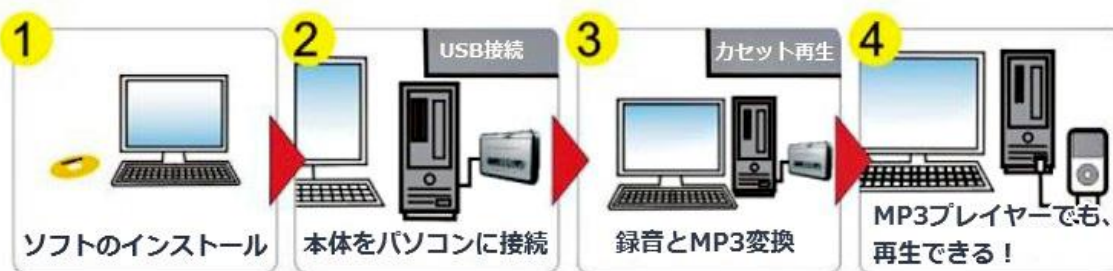 1
ソフトのインストール
2
USB接続
本体をパソコンに接続
3
カセット再生
録音とMP3変換
4
MP3プレイヤーでも、
再生できる！